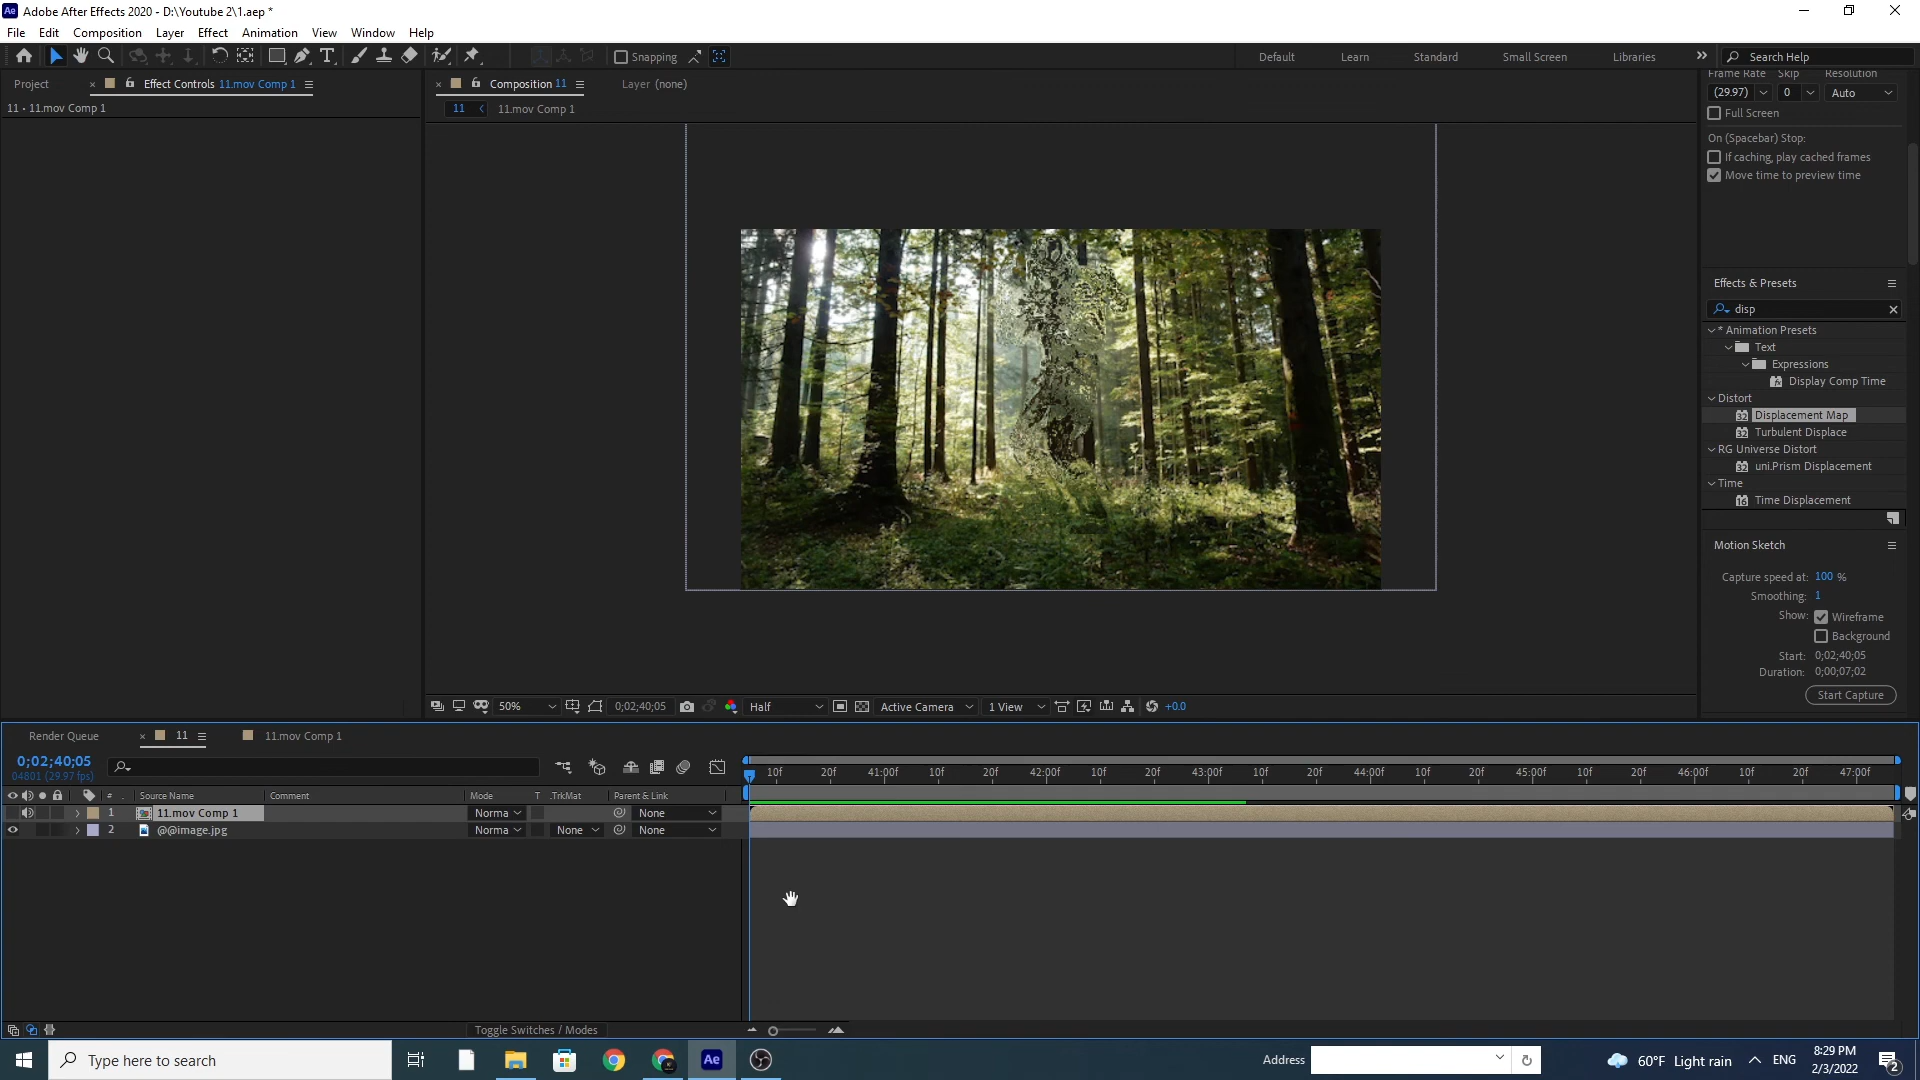 Adobe After Effects 2020 - D:\Youtube 2\1.aep *
File Edit Composition Layer Effect Animation View Window Help
Snapping
Default Learn Standard Small Screen Libraries Search Help
Project Effect Controls 11.mov Comp 1
11 • 11.mov Comp 1
Composition 11 Layer (none)
11 11.mov Comp 1
Frame Rate Skip Resolution
(29.97) 0 Auto
Full Screen
On (Spacebar) Stop:
If caching, play cached frames
Move time to preview time
Effects & Presets
disp
* Animation Presets
Text
Expressions
Display Comp Time
Distort
Displacement Map
Turbulent Displace
RG Universe Distort
uni.Prism Displacement
Time
Time Displacement
Motion Sketch
Capture speed at: 100 %
Smoothing: 1
Show: Wireframe
Background
Start: 0;02;40;05
Duration: 0;00;07;02
Start Capture
50% 0;02;40;05 Half Active Camera 1 View +0.0
Render Queue 11 11.mov Comp 1
0;02;40;05
04801 (29.97 fps)
10f 20f 41:00f 10f 20f 42:00f 10f 20f 43:00f 10f 20f 44:00f 10f 20f 45:00f 10f 20f 46:00f 10f 20f 47:00f
# Source Name Comment Mode T .TrkMat Parent & Link
1 11.mov Comp 1 Norma None
2 @@image.jpg Norma None None
Toggle Switches / Modes
Type here to search
Address
60°F Light rain
ENG
8:29 PM
2/3/2022
2